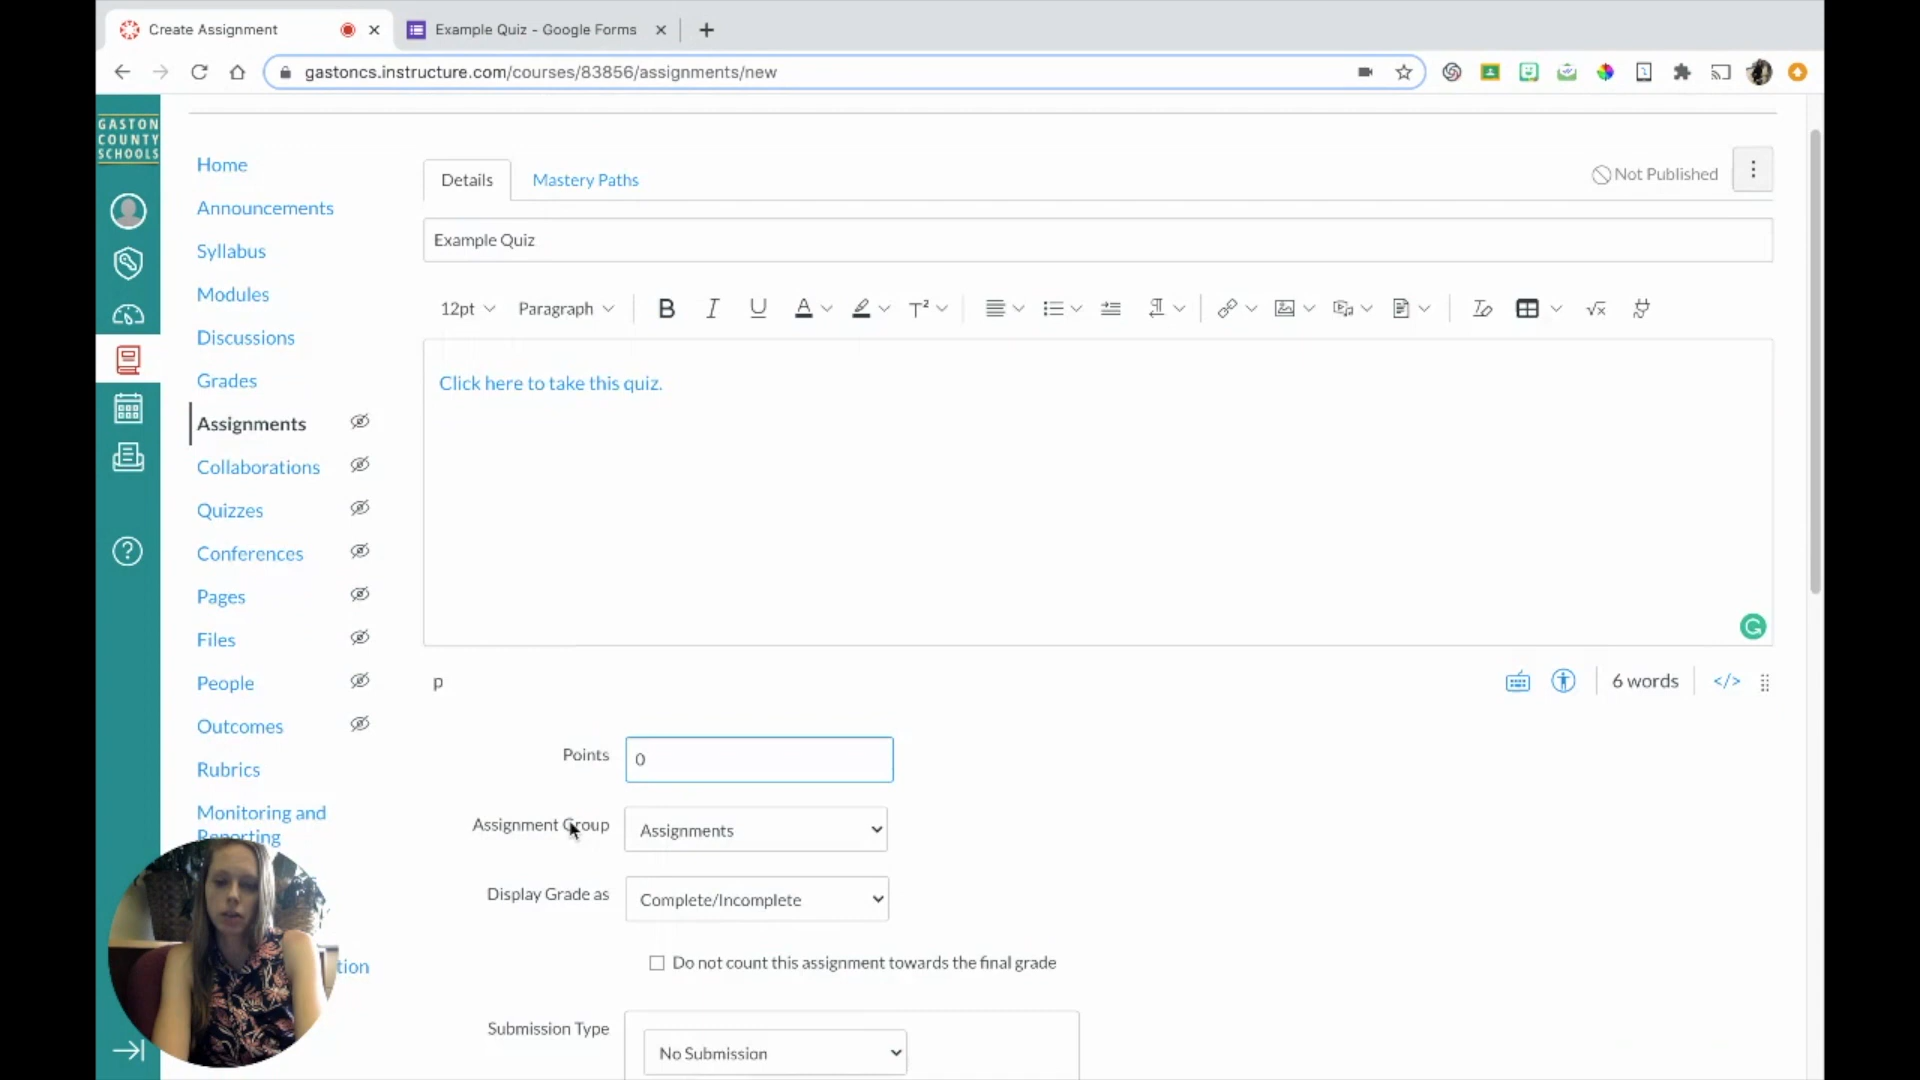 Create Assignment
Example Quiz - Google Forms
gastoncs.instructure.com/courses/83856/assignments/new
GASTON
COUNTY
SCHOOLS
Home
Announcements
Syllabus
Modules
Discussions
Grades
Assignments
Collaborations
Quizzes
Conferences
Pages
Files
People
Outcomes
Rubrics
Monitoring and
Reporting
tion
Details
Mastery Paths
Not Published
Example Quiz
12pt
Paragraph
Click here to take this quiz.
p
6 words
</>
Points
0
Assignment Group
Assignments
Display Grade as
Complete/Incomplete
Do not count this assignment towards the final grade
Submission Type
No Submission